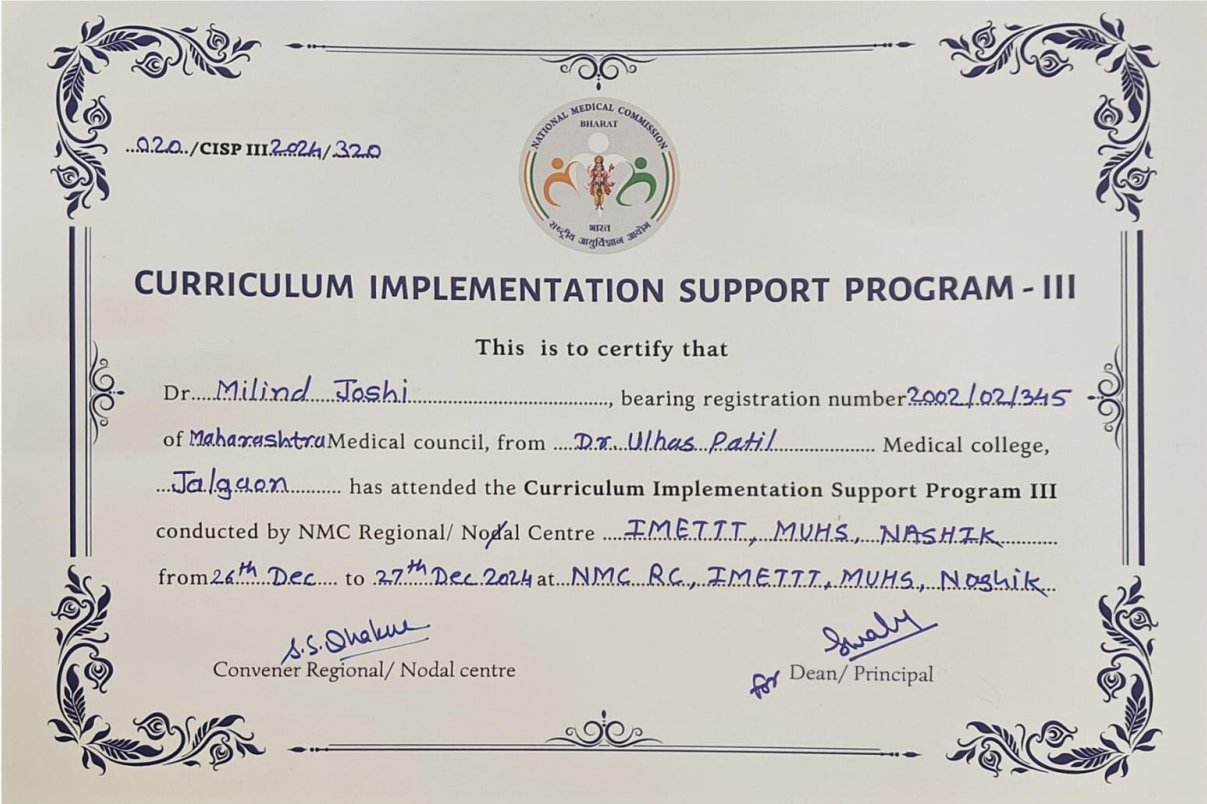 020/CISP III 2024/320
NATIONAL MEDICAL COMMISSION
BHARAT
भारत
राष्ट्रीय आयुर्विज्ञान आयोग
CURRICULUM IMPLEMENTATION SUPPORT PROGRAM - III
This is to certify that
Dr....Milind Joshi........, bearing registration number 2002/02/345
of Maharashtra Medical council, from ....Dr. Ulhas Patil........ Medical college,
...Jalgaon........ has attended the Curriculum Implementation Support Program III
conducted by NMC Regional/ Nodal Centre ....IMETTT, MUHS, NASHIK........
from 26th Dec.... to 27th Dec 2024 at NMC RC, IMETTT, MUHS, Nashik...
Convener Regional/ Nodal centre
for Dean/ Principal